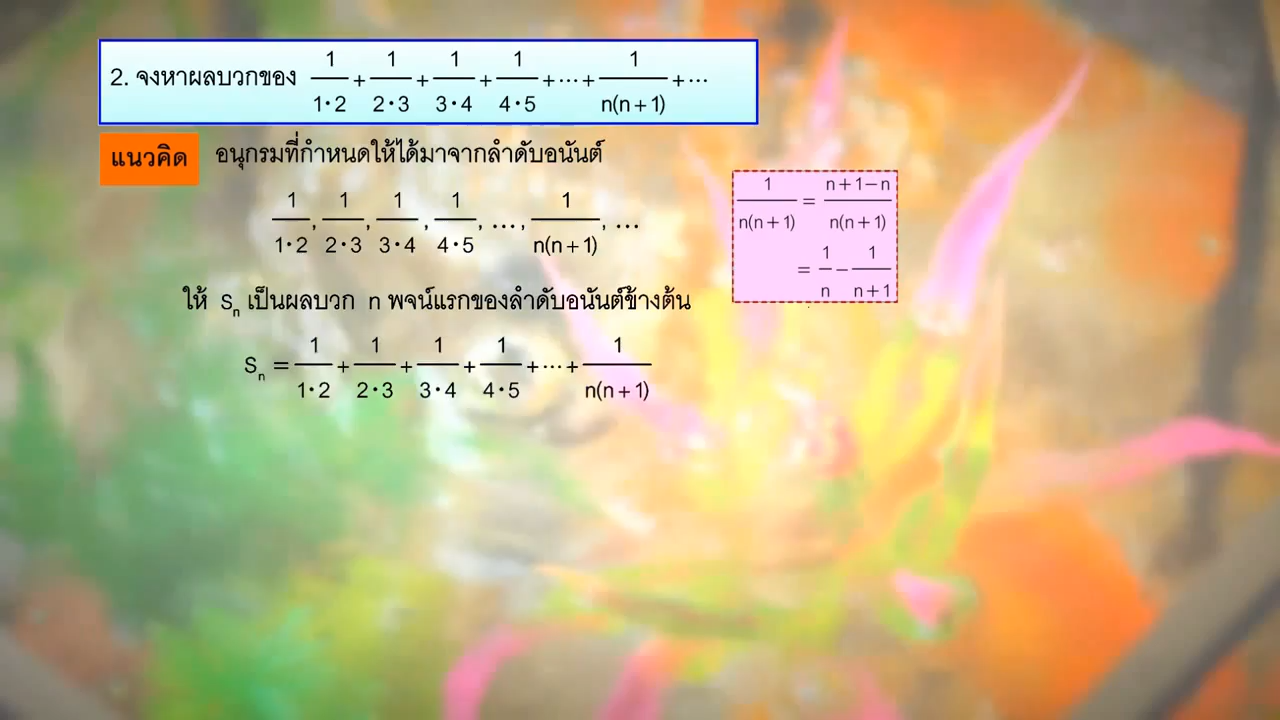 2. จงหาผลบวกของ 1/(1•2) + 1/(2•3) + 1/(3•4) + 1/(4•5) + ⋯ + 1/(n(n+1)) + ⋯
แนวคิด อนุกรมที่กำหนดให้ได้มาจากลำดับอนันต์
1/(1•2), 1/(2•3), 1/(3•4), 1/(4•5), ..., 1/(n(n+1)), ...
1/(n(n+1)) = (n+1−n)/(n(n+1))
= 1/n − 1/(n+1)
ให้ Sₙ เป็นผลบวก n พจน์แรกของลำดับอนันต์ข้างต้น
Sₙ = 1/(1•2) + 1/(2•3) + 1/(3•4) + 1/(4•5) + ⋯ + 1/(n(n+1))